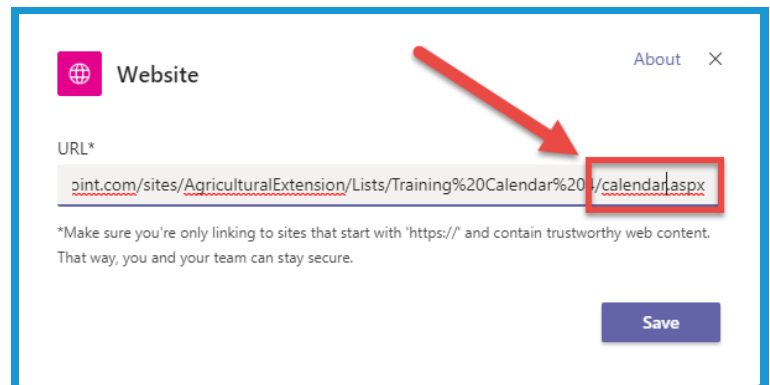 Website
About
URL*
oint.com/sites/AgriculturalExtension/Lists/Training%20Calendar%204/calendar.aspx
*Make sure you're only linking to sites that start with 'https://' and contain trustworthy web content.
That way, you and your team can stay secure.
Save